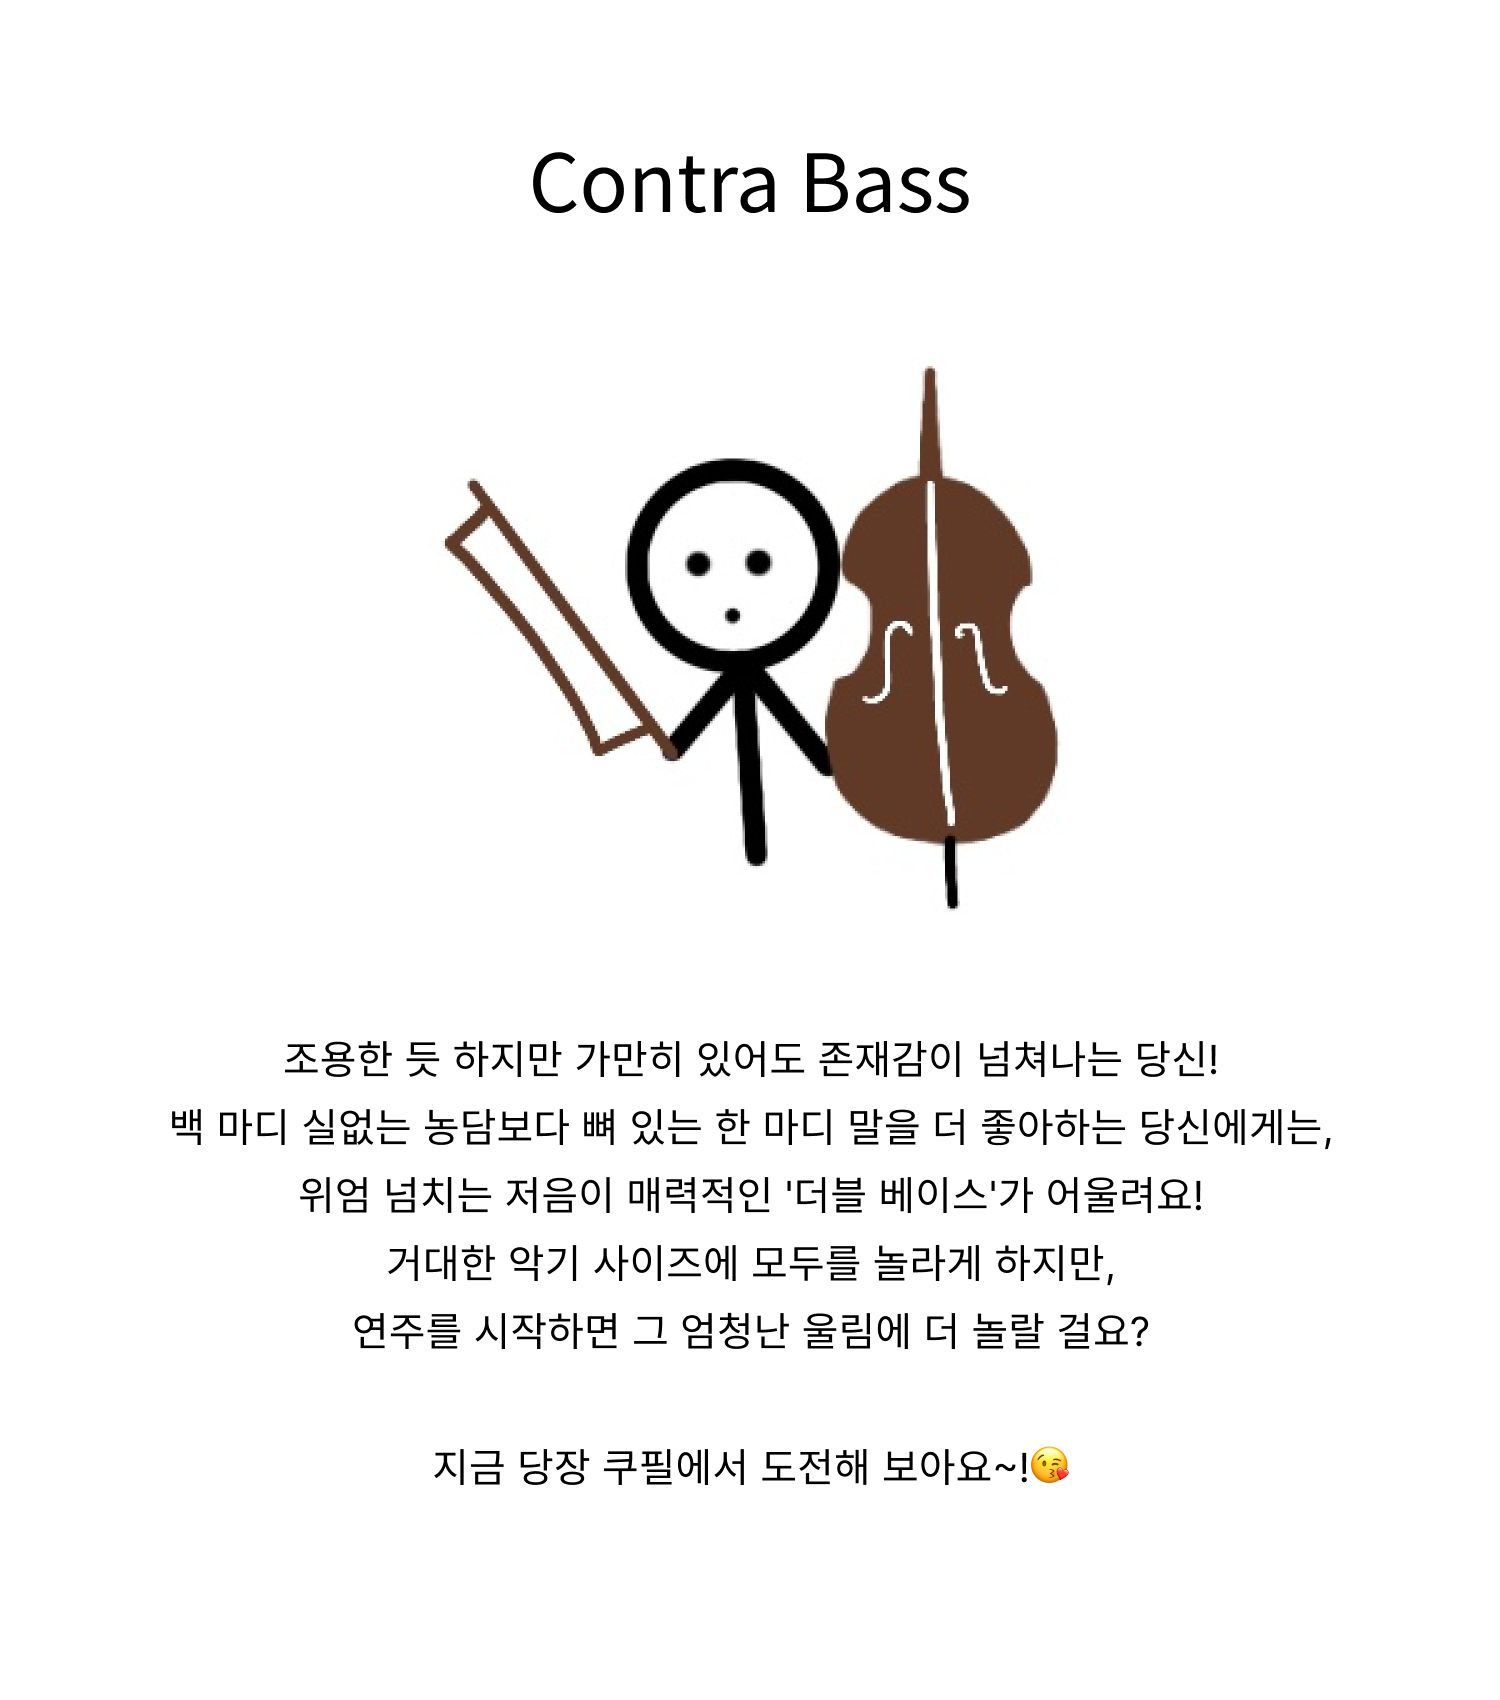 Contra Bass
조용한 듯 하지만 가만히 있어도 존재감이 넘쳐나는 당신!
백 마디 실없는 농담보다 뼈 있는 한 마디 말을 더 좋아하는 당신에게는,
위엄 넘치는 저음이 매력적인 '더블 베이스'가 어울려요!
거대한 악기 사이즈에 모두를 놀라게 하지만,
연주를 시작하면 그 엄청난 울림에 더 놀랄 걸요?
지금 당장 쿠필에서 도전해 보아요~!😘